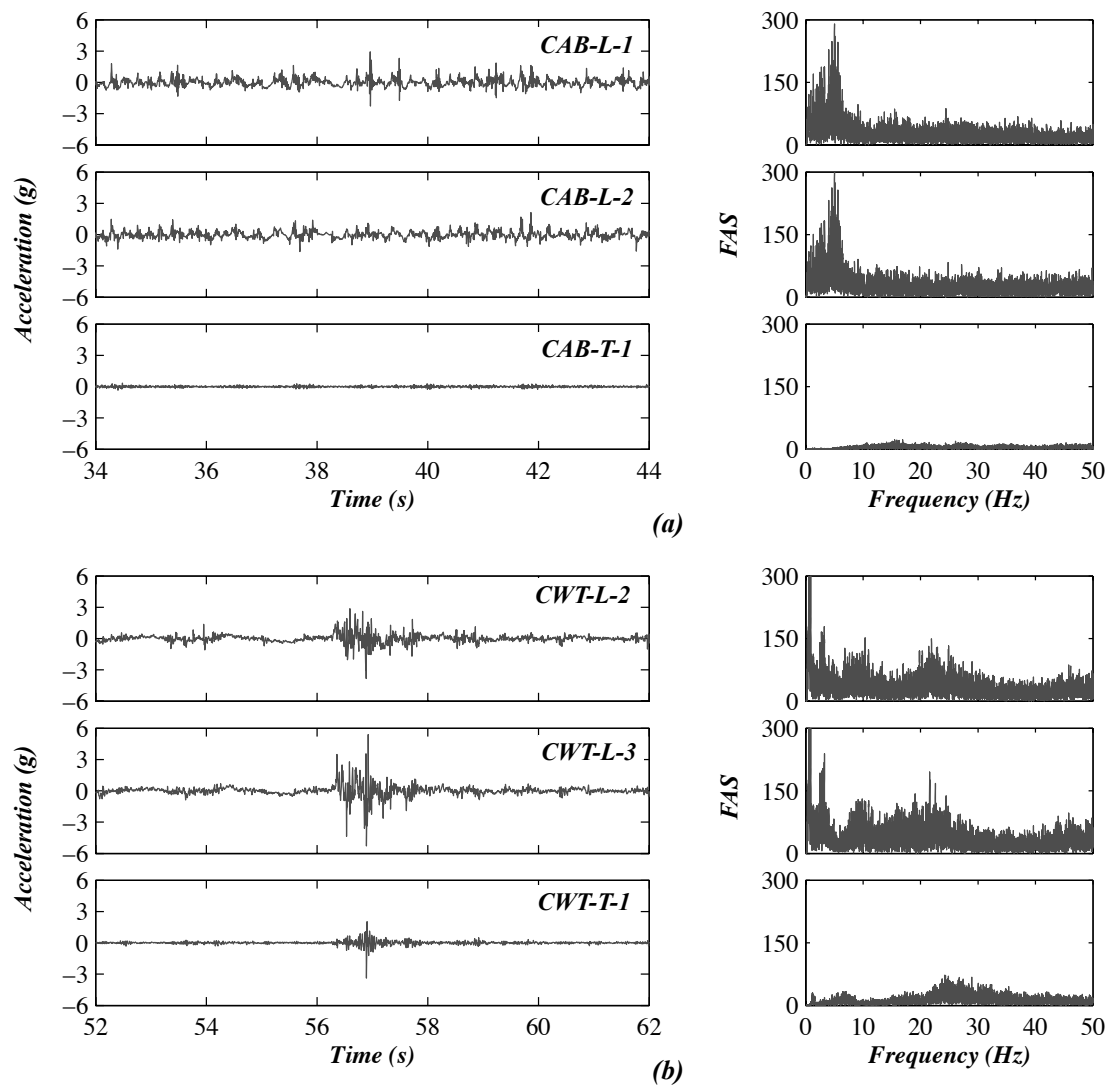 6
3
0
−3
−6
CAB-L-1
300
150
0
6
3
0
−3
−6
CAB-L-2
300
150
0
Acceleration (g)
FAS
6
3
0
−3
−6
CAB-T-1
300
150
0
34 36 38 40 42 44
0 10 20 30 40 50
Time (s)
Frequency (Hz)
(a)
6
3
0
−3
−6
CWT-L-2
300
150
0
6
3
0
−3
−6
CWT-L-3
300
150
0
Acceleration (g)
FAS
6
3
0
−3
−6
CWT-T-1
300
150
0
52 54 56 58 60 62
0 10 20 30 40 50
Time (s)
Frequency (Hz)
(b)